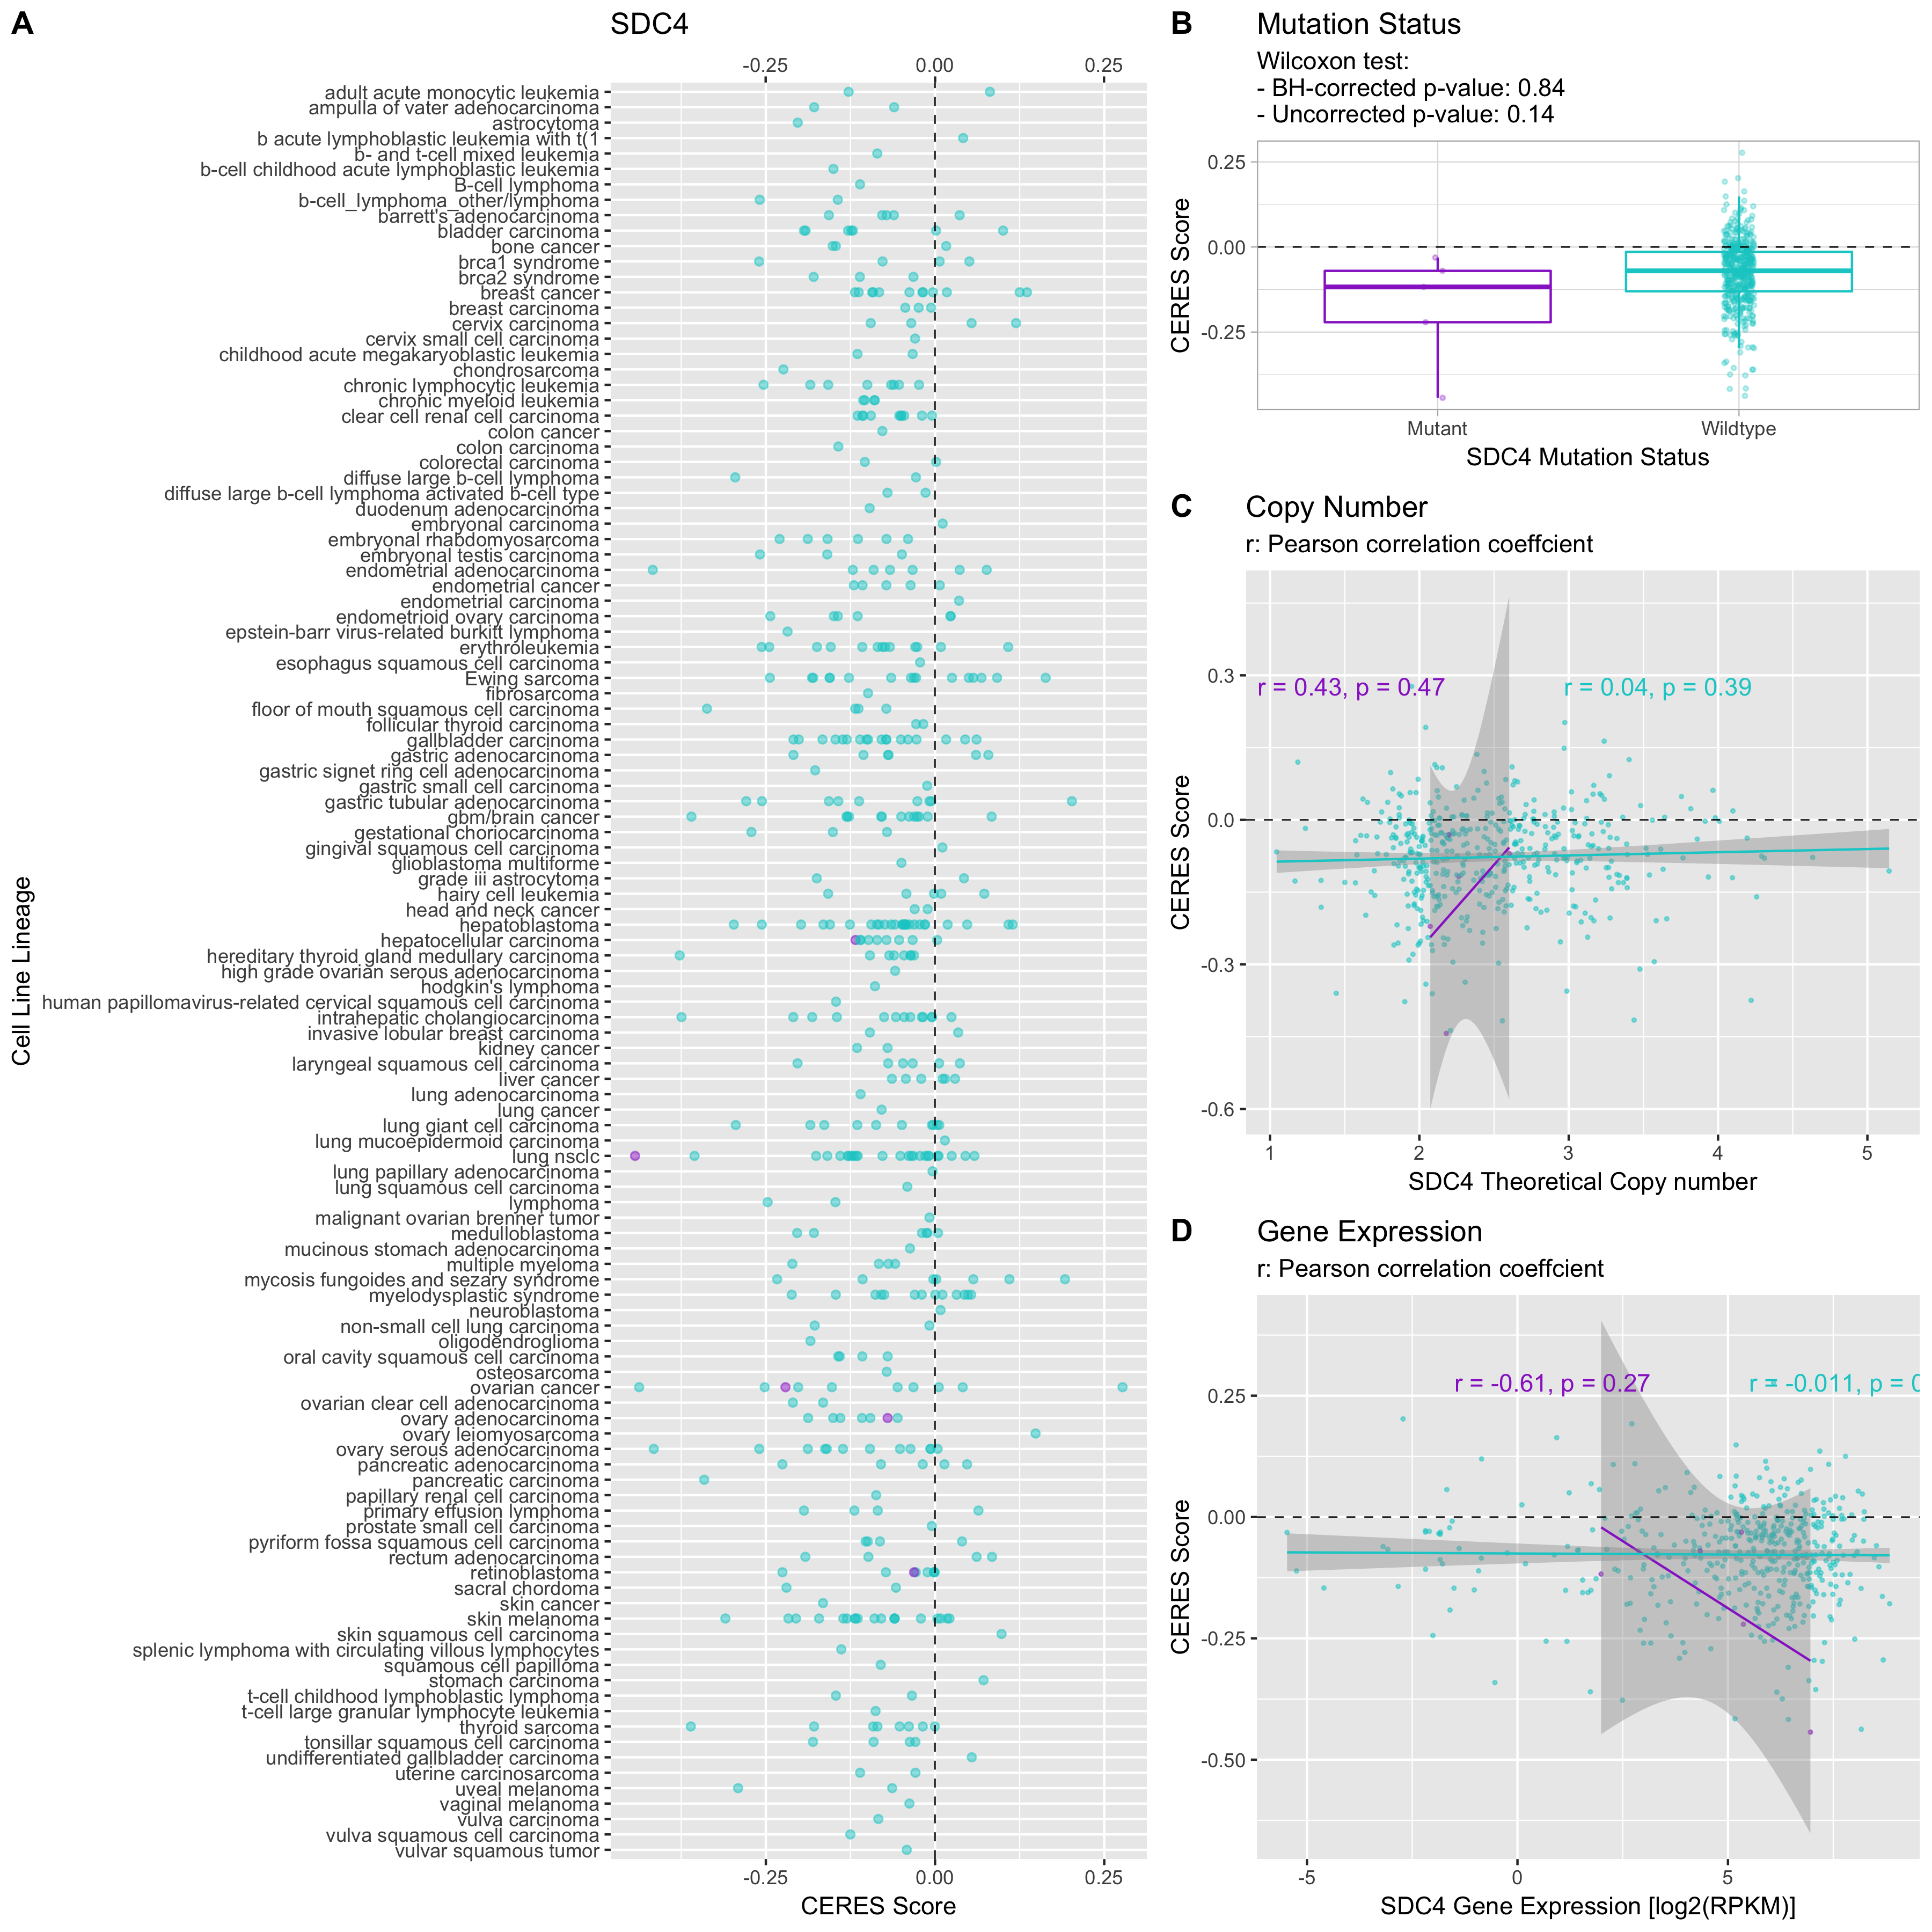 A
SDC4
-0.25 0.00 0.25
adult acute monocytic leukemia
ampulla of vater adenocarcinoma
astrocytoma
b acute lymphoblastic leukemia with t(1
b- and t-cell mixed leukemia
b-cell childhood acute lymphoblastic leukemia
B-cell lymphoma
b-cell_lymphoma_other/lymphoma
barrett's adenocarcinoma
bladder carcinoma
bone cancer
brca1 syndrome
brca2 syndrome
breast cancer
breast carcinoma
cervix carcinoma
cervix small cell carcinoma
childhood acute megakaryoblastic leukemia
chondrosarcoma
chronic lymphocytic leukemia
chronic myeloid leukemia
clear cell renal cell carcinoma
colon cancer
colon carcinoma
colorectal carcinoma
diffuse large b-cell lymphoma
diffuse large b-cell lymphoma activated b-cell type
duodenum adenocarcinoma
embryonal carcinoma
embryonal rhabdomyosarcoma
embryonal testis carcinoma
endometrial adenocarcinoma
endometrial cancer
endometrial carcinoma
endometrioid ovary carcinoma
epstein-barr virus-related burkitt lymphoma
erythroleukemia
esophagus squamous cell carcinoma
Ewing sarcoma
fibrosarcoma
floor of mouth squamous cell carcinoma
follicular thyroid carcinoma
gallbladder carcinoma
gastric adenocarcinoma
gastric signet ring cell adenocarcinoma
gastric small cell carcinoma
gastric tubular adenocarcinoma
gbm/brain cancer
gestational choriocarcinoma
gingival squamous cell carcinoma
glioblastoma multiforme
grade iii astrocytoma
hairy cell leukemia
head and neck cancer
hepatoblastoma
hepatocellular carcinoma
hereditary thyroid gland medullary carcinoma
high grade ovarian serous adenocarcinoma
hodgkin's lymphoma
human papillomavirus-related cervical squamous cell carcinoma
intrahepatic cholangiocarcinoma
invasive lobular breast carcinoma
kidney cancer
laryngeal squamous cell carcinoma
liver cancer
lung adenocarcinoma
lung cancer
lung giant cell carcinoma
lung mucoepidermoid carcinoma
lung nsclc
lung papillary adenocarcinoma
lung squamous cell carcinoma
lymphoma
malignant ovarian brenner tumor
medulloblastoma
mucinous stomach adenocarcinoma
multiple myeloma
mycosis fungoides and sezary syndrome
myelodysplastic syndrome
neuroblastoma
non-small cell lung carcinoma
oligodendroglioma
oral cavity squamous cell carcinoma
osteosarcoma
ovarian cancer
ovarian clear cell adenocarcinoma
ovary adenocarcinoma
ovary leiomyosarcoma
ovary serous adenocarcinoma
pancreatic adenocarcinoma
pancreatic carcinoma
papillary renal cell carcinoma
primary effusion lymphoma
prostate small cell carcinoma
pyriform fossa squamous cell carcinoma
rectum adenocarcinoma
retinoblastoma
sacral chordoma
skin cancer
skin melanoma
skin squamous cell carcinoma
splenic lymphoma with circulating villous lymphocytes
squamous cell papilloma
stomach carcinoma
t-cell childhood lymphoblastic lymphoma
t-cell large granular lymphocyte leukemia
thyroid sarcoma
tonsillar squamous cell carcinoma
undifferentiated gallbladder carcinoma
uterine carcinosarcoma
uveal melanoma
vaginal melanoma
vulva carcinoma
vulva squamous cell carcinoma
vulvar squamous tumor
-0.25 0.00 0.25
CERES Score
Cell Line Lineage
B
Mutation Status
Wilcoxon test:
- BH-corrected p-value: 0.84
- Uncorrected p-value: 0.14
0.25
0.00
-0.25
CERES Score
Mutant Wildtype
SDC4 Mutation Status
C
Copy Number
r: Pearson correlation coeffcient
r = 0.43, p = 0.47
r = 0.04, p = 0.39
0.3
0.0
-0.3
-0.6
CERES Score
1 2 3 4 5
SDC4 Theoretical Copy number
D
Gene Expression
r: Pearson correlation coeffcient
r = -0.61, p = 0.27
r = -0.011, p = 0
0.25
0.00
-0.25
-0.50
CERES Score
-5 0 5
SDC4 Gene Expression [log2(RPKM)]